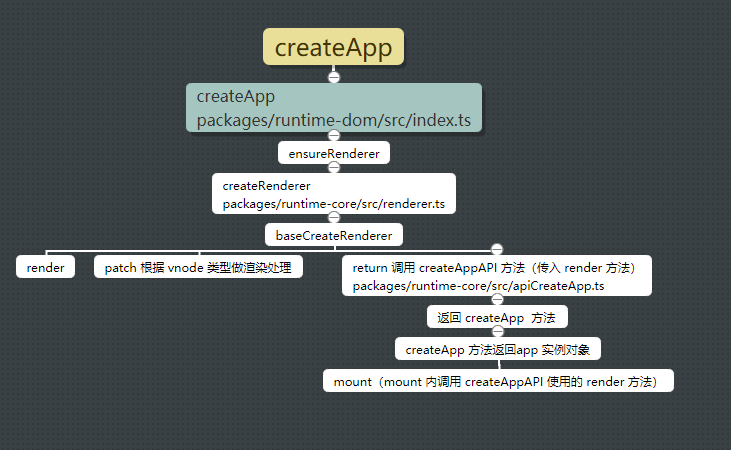 createApp
createApp
packages/runtime-dom/src/index.ts
ensureRenderer
createRenderer
packages/runtime-core/src/renderer.ts
baseCreateRenderer
render
patch 根据 vnode 类型做渲染处理
return 调用 createAppAPI 方法（传入 render 方法）
packages/runtime-core/src/apiCreateApp.ts
返回 createApp 方法
createApp 方法返回app 实例对象
mount（mount 内调用 createAppAPI 使用的 render 方法）